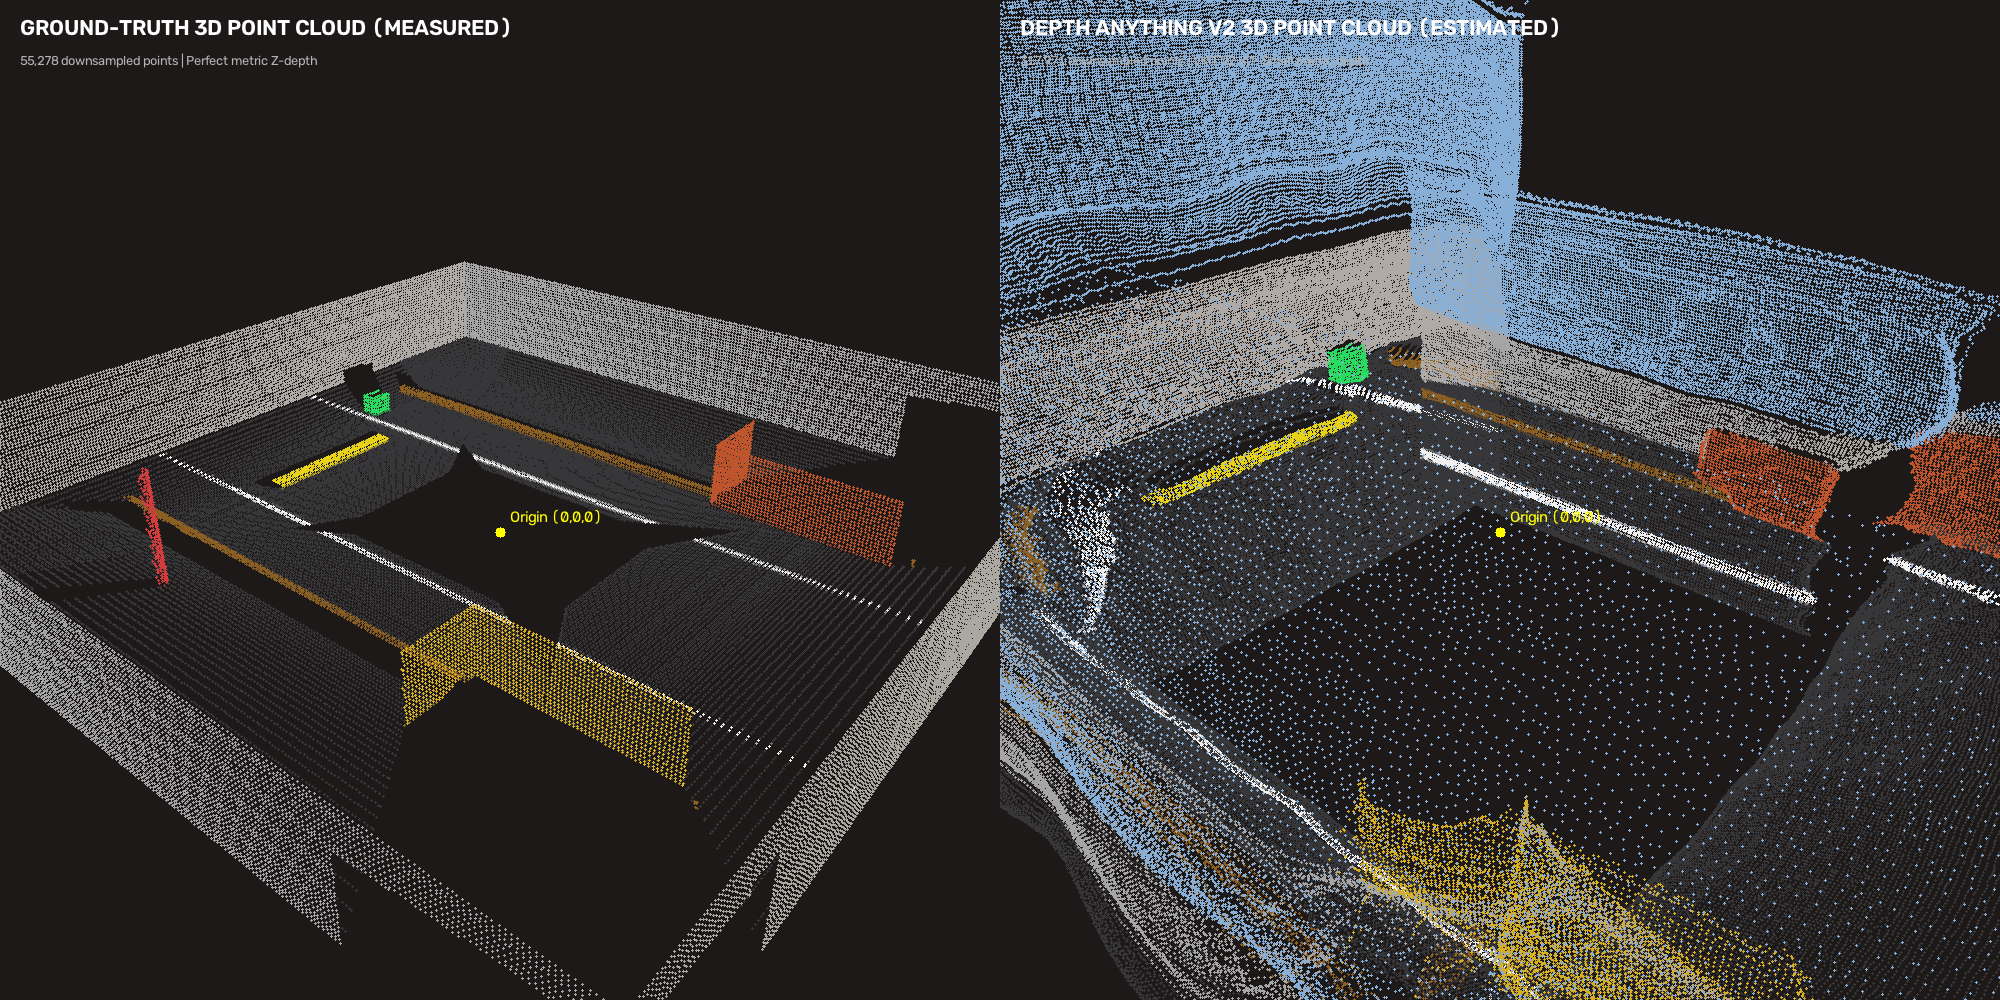 GROUND-TRUTH 3D POINT CLOUD (MEASURED)
55,278 downsampled points | Perfect metric Z-depth
Origin (0,0,0)
DEPTH ANYTHING V2 3D POINT CLOUD (ESTIMATED)
Origin (0,0,0)